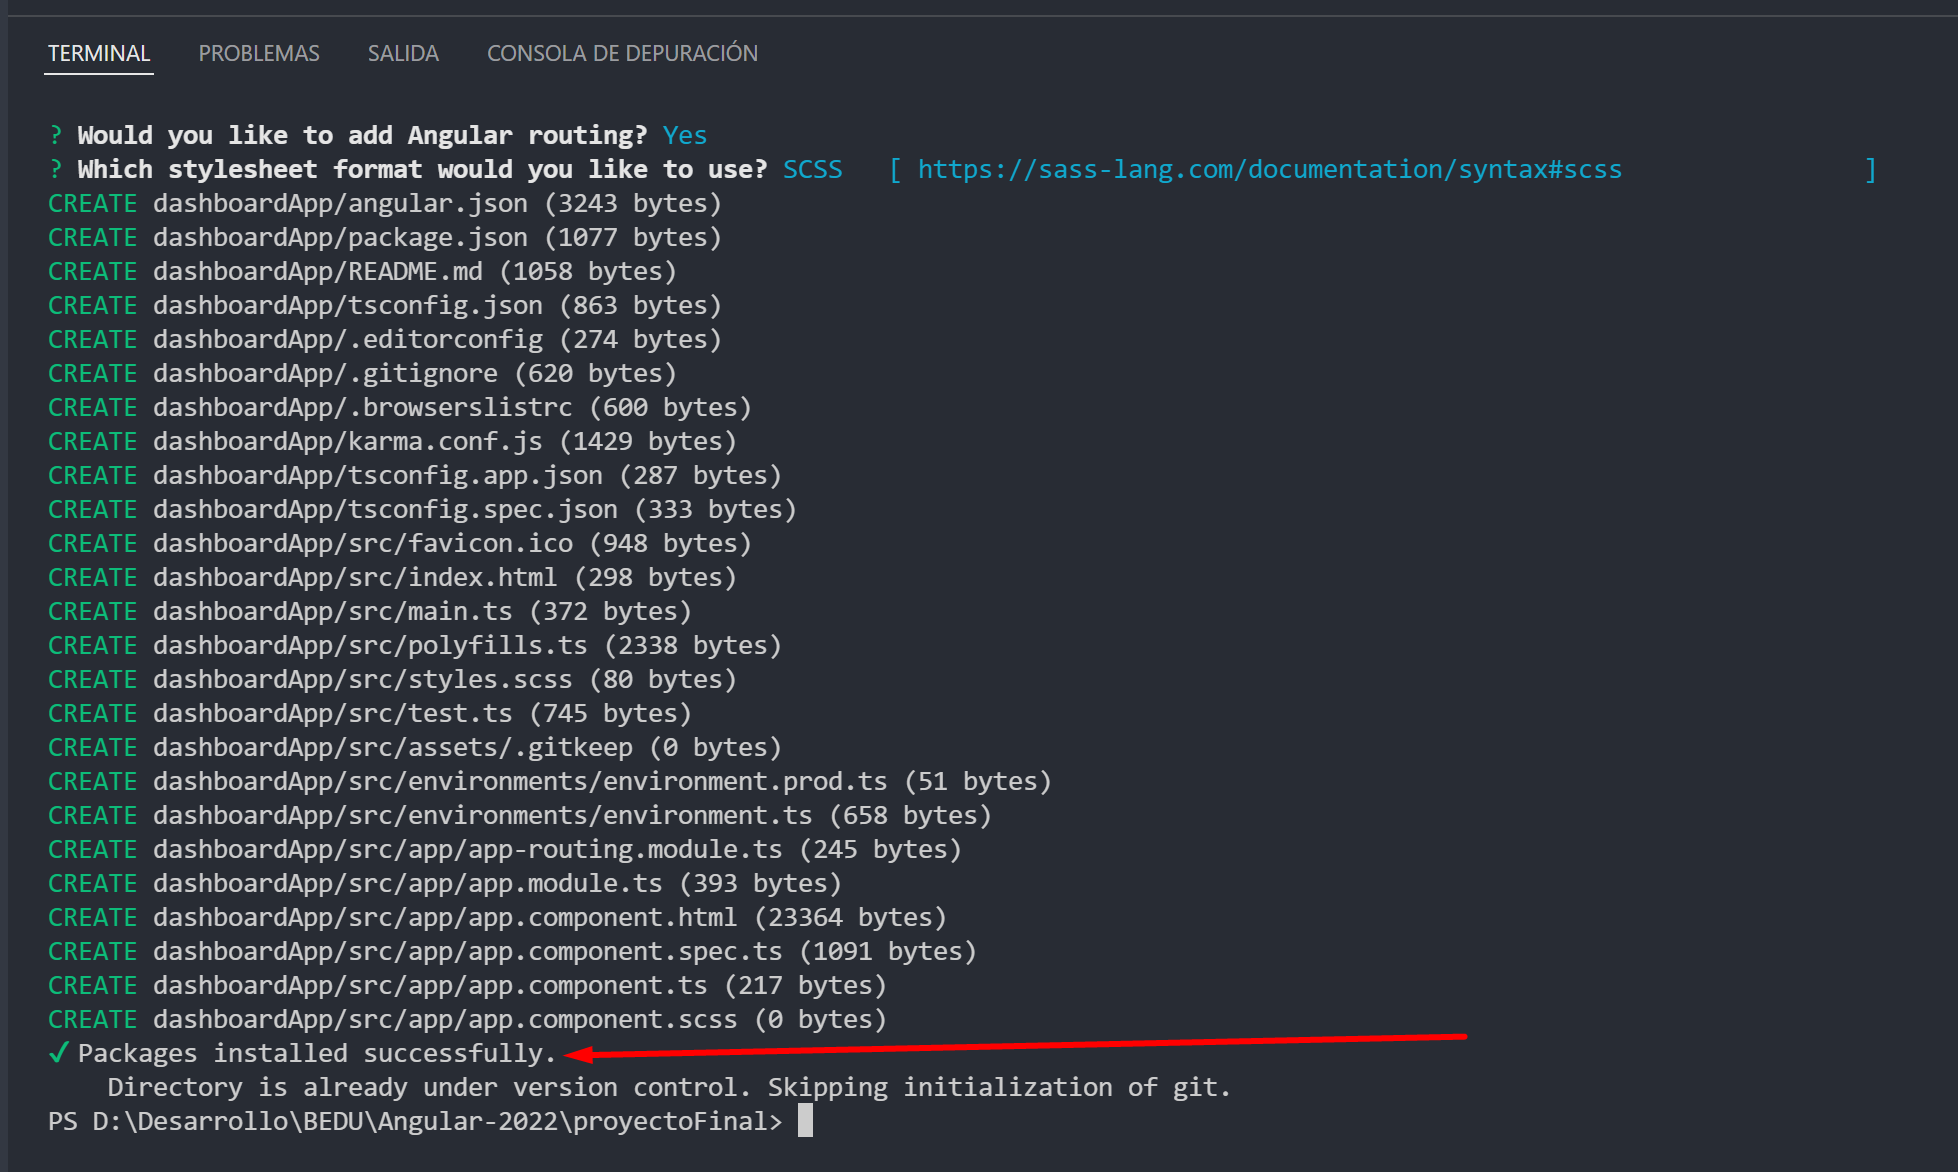 TERMINAL PROBLEMAS SALIDA CONSOLA DE DEPURACIÓN
? Would you like to add Angular routing? Yes
? Which stylesheet format would you like to use? SCSS   [ https://sass-lang.com/documentation/syntax#scss                ]
CREATE dashboardApp/angular.json (3243 bytes)
CREATE dashboardApp/package.json (1077 bytes)
CREATE dashboardApp/README.md (1058 bytes)
CREATE dashboardApp/tsconfig.json (863 bytes)
CREATE dashboardApp/.editorconfig (274 bytes)
CREATE dashboardApp/.gitignore (620 bytes)
CREATE dashboardApp/.browserslistrc (600 bytes)
CREATE dashboardApp/karma.conf.js (1429 bytes)
CREATE dashboardApp/tsconfig.app.json (287 bytes)
CREATE dashboardApp/tsconfig.spec.json (333 bytes)
CREATE dashboardApp/src/favicon.ico (948 bytes)
CREATE dashboardApp/src/index.html (298 bytes)
CREATE dashboardApp/src/main.ts (372 bytes)
CREATE dashboardApp/src/polyfills.ts (2338 bytes)
CREATE dashboardApp/src/styles.scss (80 bytes)
CREATE dashboardApp/src/test.ts (745 bytes)
CREATE dashboardApp/src/assets/.gitkeep (0 bytes)
CREATE dashboardApp/src/environments/environment.prod.ts (51 bytes)
CREATE dashboardApp/src/environments/environment.ts (658 bytes)
CREATE dashboardApp/src/app/app-routing.module.ts (245 bytes)
CREATE dashboardApp/src/app/app.module.ts (393 bytes)
CREATE dashboardApp/src/app/app.component.html (23364 bytes)
CREATE dashboardApp/src/app/app.component.spec.ts (1091 bytes)
CREATE dashboardApp/src/app/app.component.ts (217 bytes)
CREATE dashboardApp/src/app/app.component.scss (0 bytes)
✓ Packages installed successfully.
    Directory is already under version control. Skipping initialization of git.
PS D:\Desarrollo\BEDU\Angular-2022\proyectoFinal>